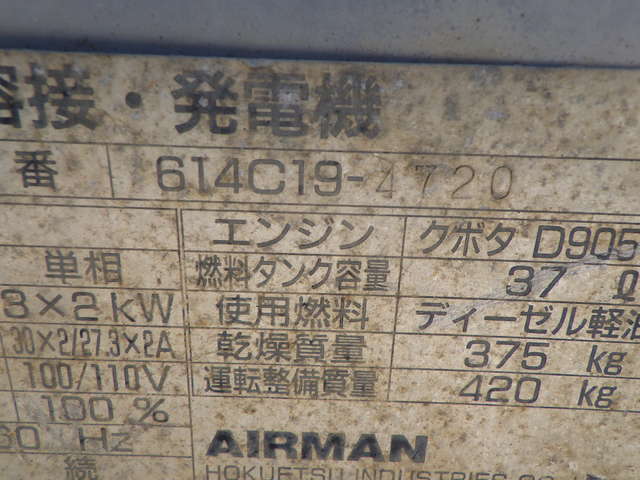 溶接・発電機
番 614C19-4720
エンジン クボタ D905
単相 燃料タンク容量 37 ℓ
3×2kW 使用燃料 ディーゼル軽油
30×2/27.3×2A 乾燥質量 375 kg
100/110V 運転整備質量 420 kg
100 %
60 Hz AIRMAN
続 HOKUETSU INDUSTRIES CO.